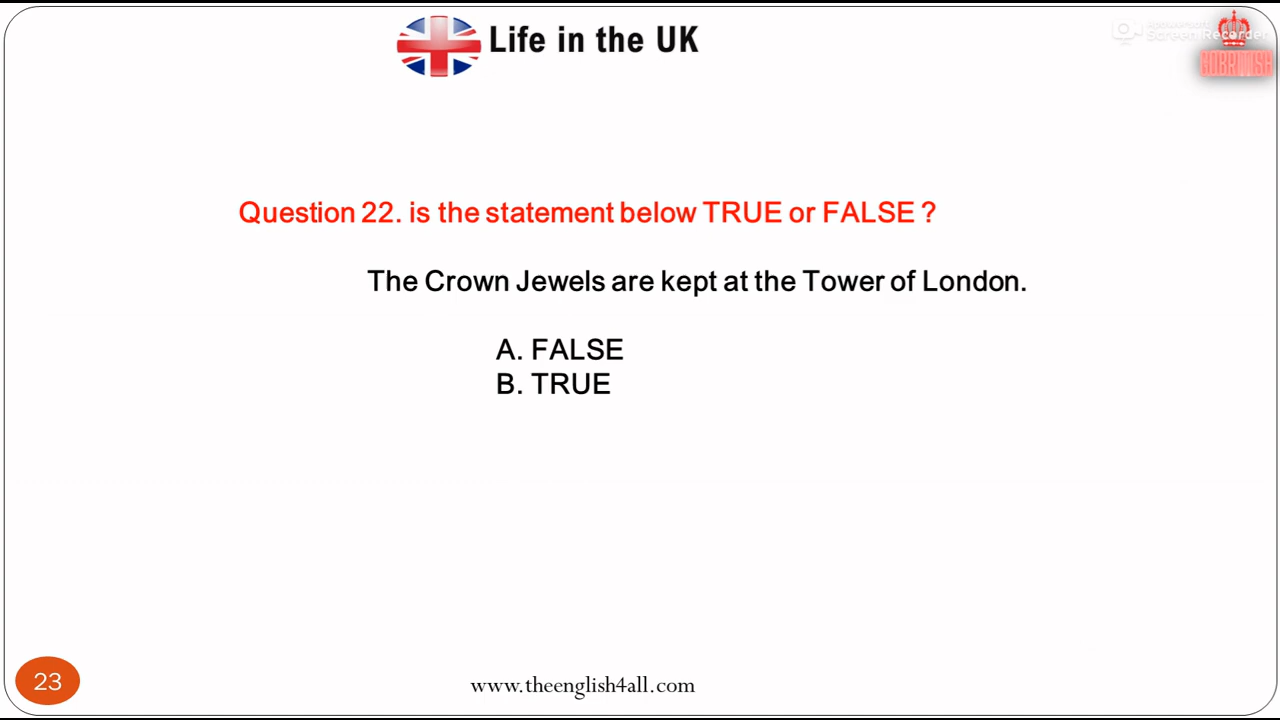 Life in the UK
Question 22. is the statement below TRUE or FALSE ?
The Crown Jewels are kept at the Tower of London.
A. FALSE
B. TRUE
23
www.theenglish4all.com